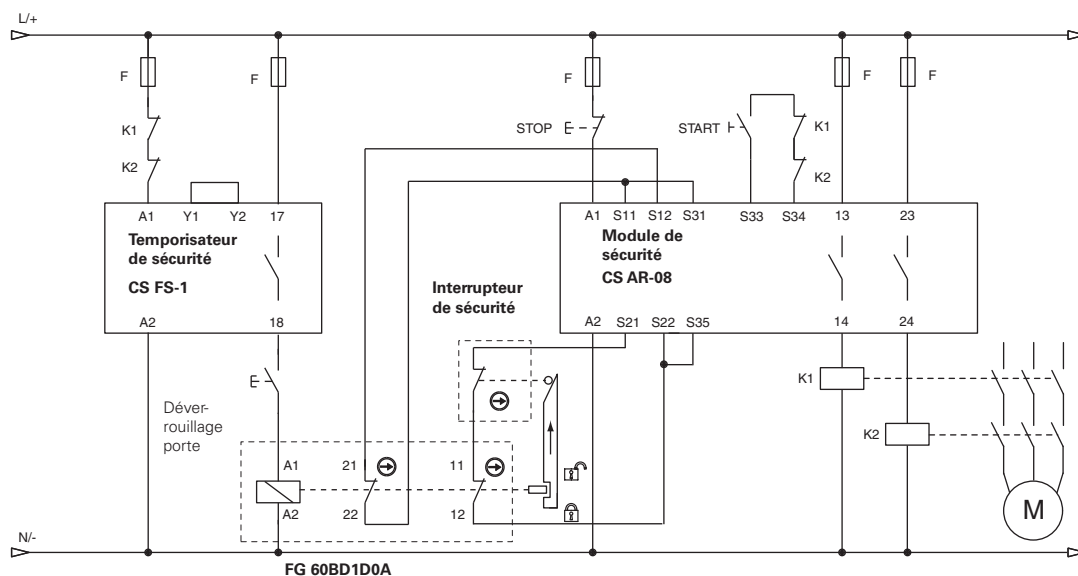 L/+
F
F
F
F
F
K1
K2
STOP
START
K1
K2
A1 Y1 Y2 17
A1 S11 S12 S31 S33 S34 13 23
Temporisateur
de sécurité
CS FS-1
Module de
sécurité
CS AR-08
Interrupteur
de sécurité
A2 18
A2 S21 S22 S35 14 24
K1
K2
Déver-
rouillage
porte
A1
A2
21
22
11
12
M
N/-
FG 60BD1D0A